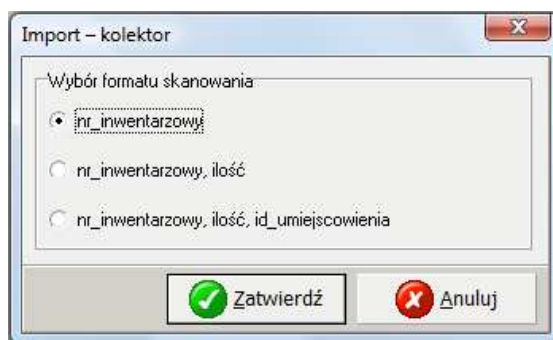 Import – kolektor
Wybór formatu skanowania
nr_inwentarzowy
nr_inwentarzowy, ilość
nr_inwentarzowy, ilość, id_umiejscowienia
Zatwierdź
Anuluj